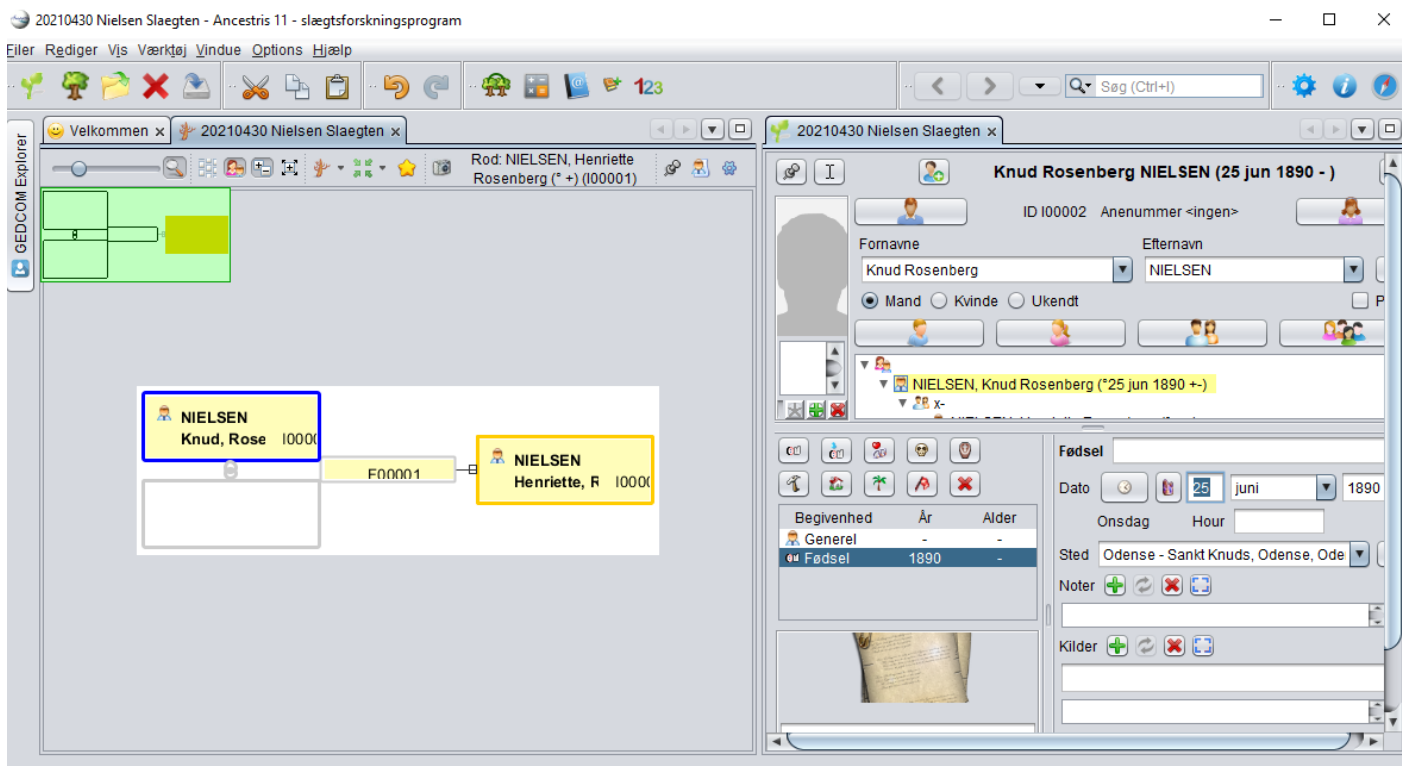 20210430 Nielsen Slaegten - Ancestris 11 - slægtsforskningsprogram
Filer Rediger Vis Værktøj Vindue Options Hjælp
123
Søg (Ctrl+I)
GEDCOM Explorer
Velkommen x
20210430 Nielsen Slaegten x
Rod: NIELSEN, Henriette
Rosenberg (° +) (I00001)
NIELSEN
Knud, Rose I0000
F00001
NIELSEN
Henriette, R I0000
20210430 Nielsen Slaegten x
Knud Rosenberg NIELSEN (25 jun 1890 - )
ID I00002 Anenummer <ingen>
Fornavne Efternavn
Knud Rosenberg NIELSEN
Mand Kvinde Ukendt P
NIELSEN, Knud Rosenberg (°25 jun 1890 +-)
x-
Begivenhed År Alder
Generel - -
Fødsel 1890 -
Fødsel
Dato 25 juni 1890
Onsdag Hour
Sted Odense - Sankt Knuds, Odense, Ode
Noter
Kilder